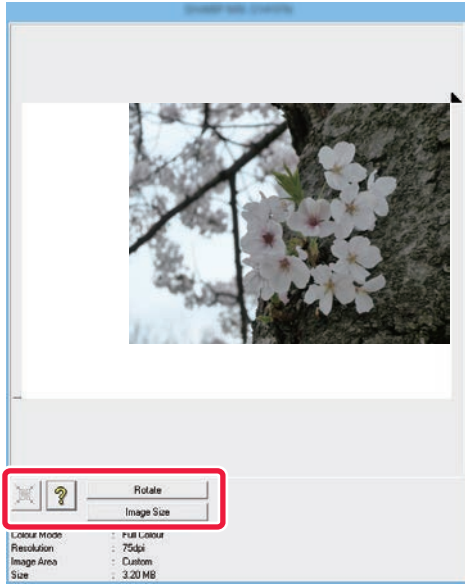 ?
Rotate
Image Size
Colour Mode : Full Colour
Resolution : 75dpi
Image Area : Custom
Size : 3.20 MB